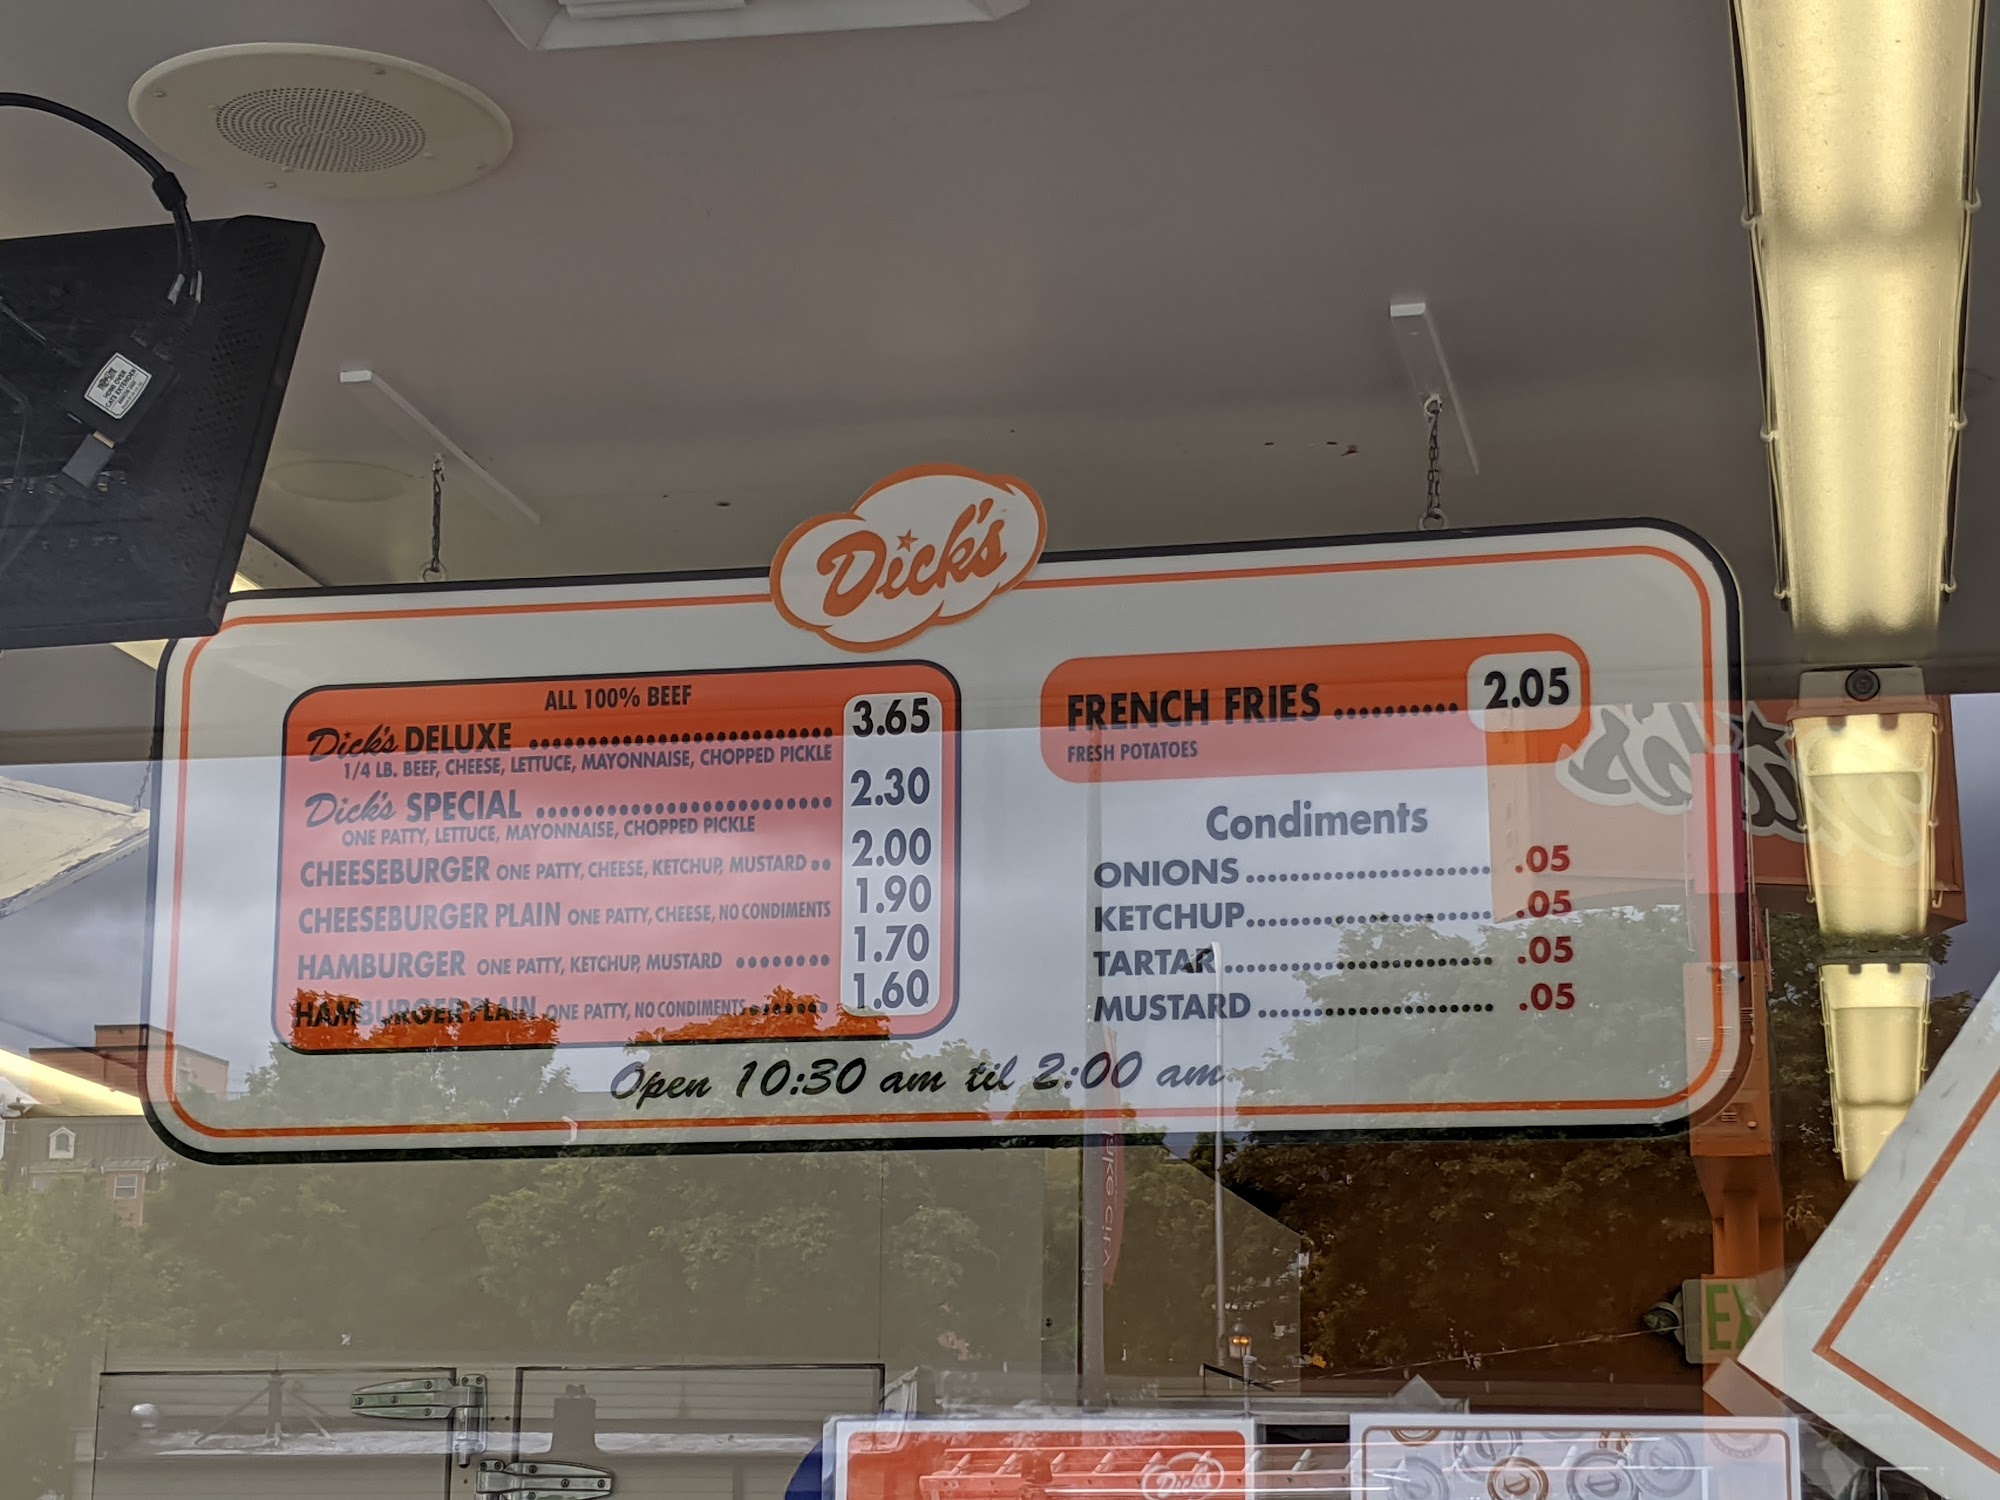 Dick's
ALL 100% BEEF
Dick's DELUXE .......................... 3.65
1/4 LB. BEEF, CHEESE, LETTUCE, MAYONNAISE, CHOPPED PICKLE
Dick's SPECIAL .......................... 2.30
ONE PATTY, LETTUCE, MAYONNAISE, CHOPPED PICKLE
CHEESEBURGER ONE PATTY, CHEESE, KETCHUP, MUSTARD .. 2.00
CHEESEBURGER PLAIN ONE PATTY, CHEESE, NO CONDIMENTS 1.90
HAMBURGER ONE PATTY, KETCHUP, MUSTARD ........ 1.70
HAMBURGER PLAIN ONE PATTY, NO CONDIMENTS ....... 1.60
FRENCH FRIES .......... 2.05
FRESH POTATOES
Condiments
ONIONS ...................... .05
KETCHUP ...................... .05
TARTAR ...................... .05
MUSTARD ...................... .05
Open 10:30 am til 2:00 am
Dick's